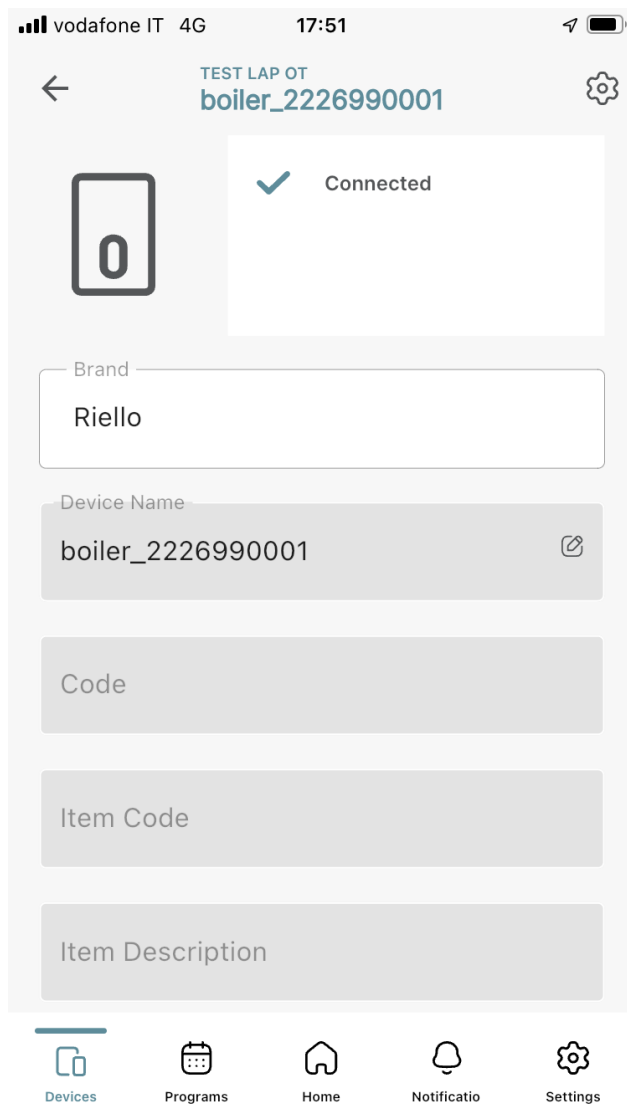 vodafone IT 4G 17:51
TEST LAP OT
boiler_2226990001
Connected
Brand
Riello
Device Name
boiler_2226990001
Code
Item Code
Item Description
Devices Programs Home Notificatio Settings